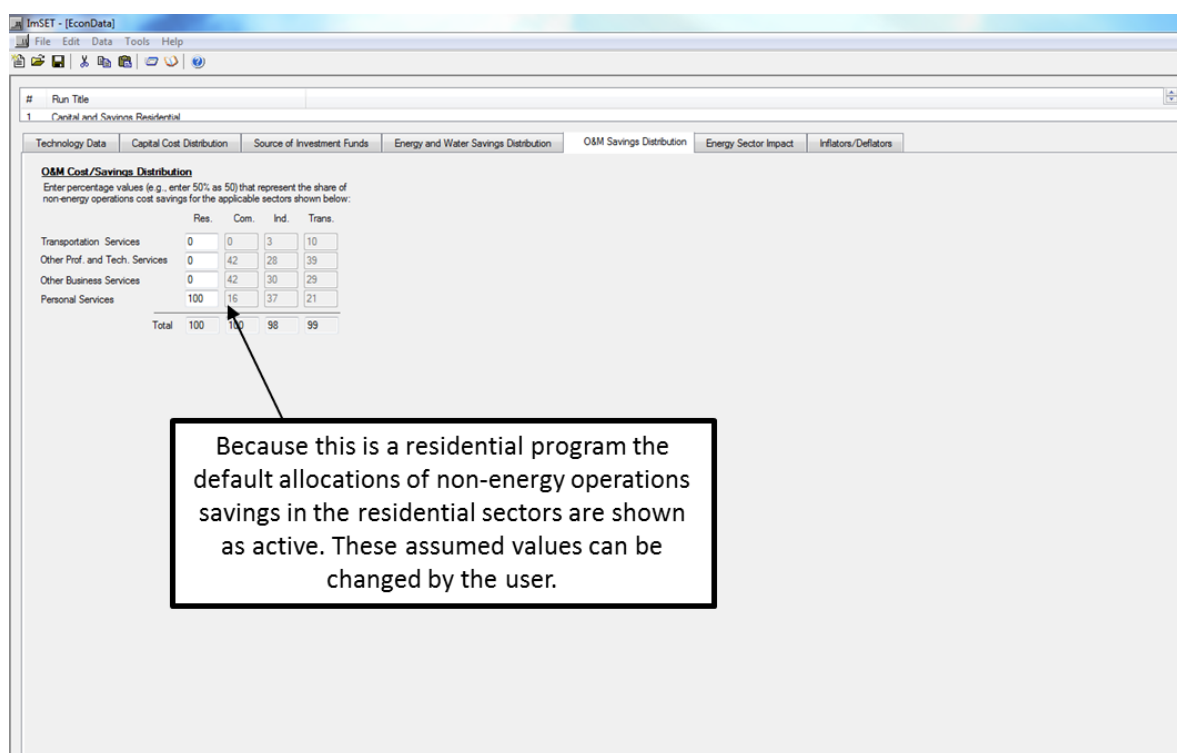 ImSET - [EconData]
File Edit Data Tools Help
# Run Title
1 Capital and Savings Residential
Technology Data Capital Cost Distribution Source of Investment Funds Energy and Water Savings Distribution O&M Savings Distribution Energy Sector Impact Inflators/Deflators
O&M Cost/Savings Distribution
Enter percentage values (e.g., enter 50% as 50) that represent the share of
non-energy operations cost savings for the applicable sectors shown below:
Res. Com. Ind. Trans.
Transportation Services 0 0 3 10
Other Prof. and Tech. Services 0 42 28 39
Other Business Services 0 42 30 29
Personal Services 100 16 37 21
Total 100 100 98 99
Because this is a residential program the
default allocations of non-energy operations
savings in the residential sectors are shown
as active. These assumed values can be
changed by the user.